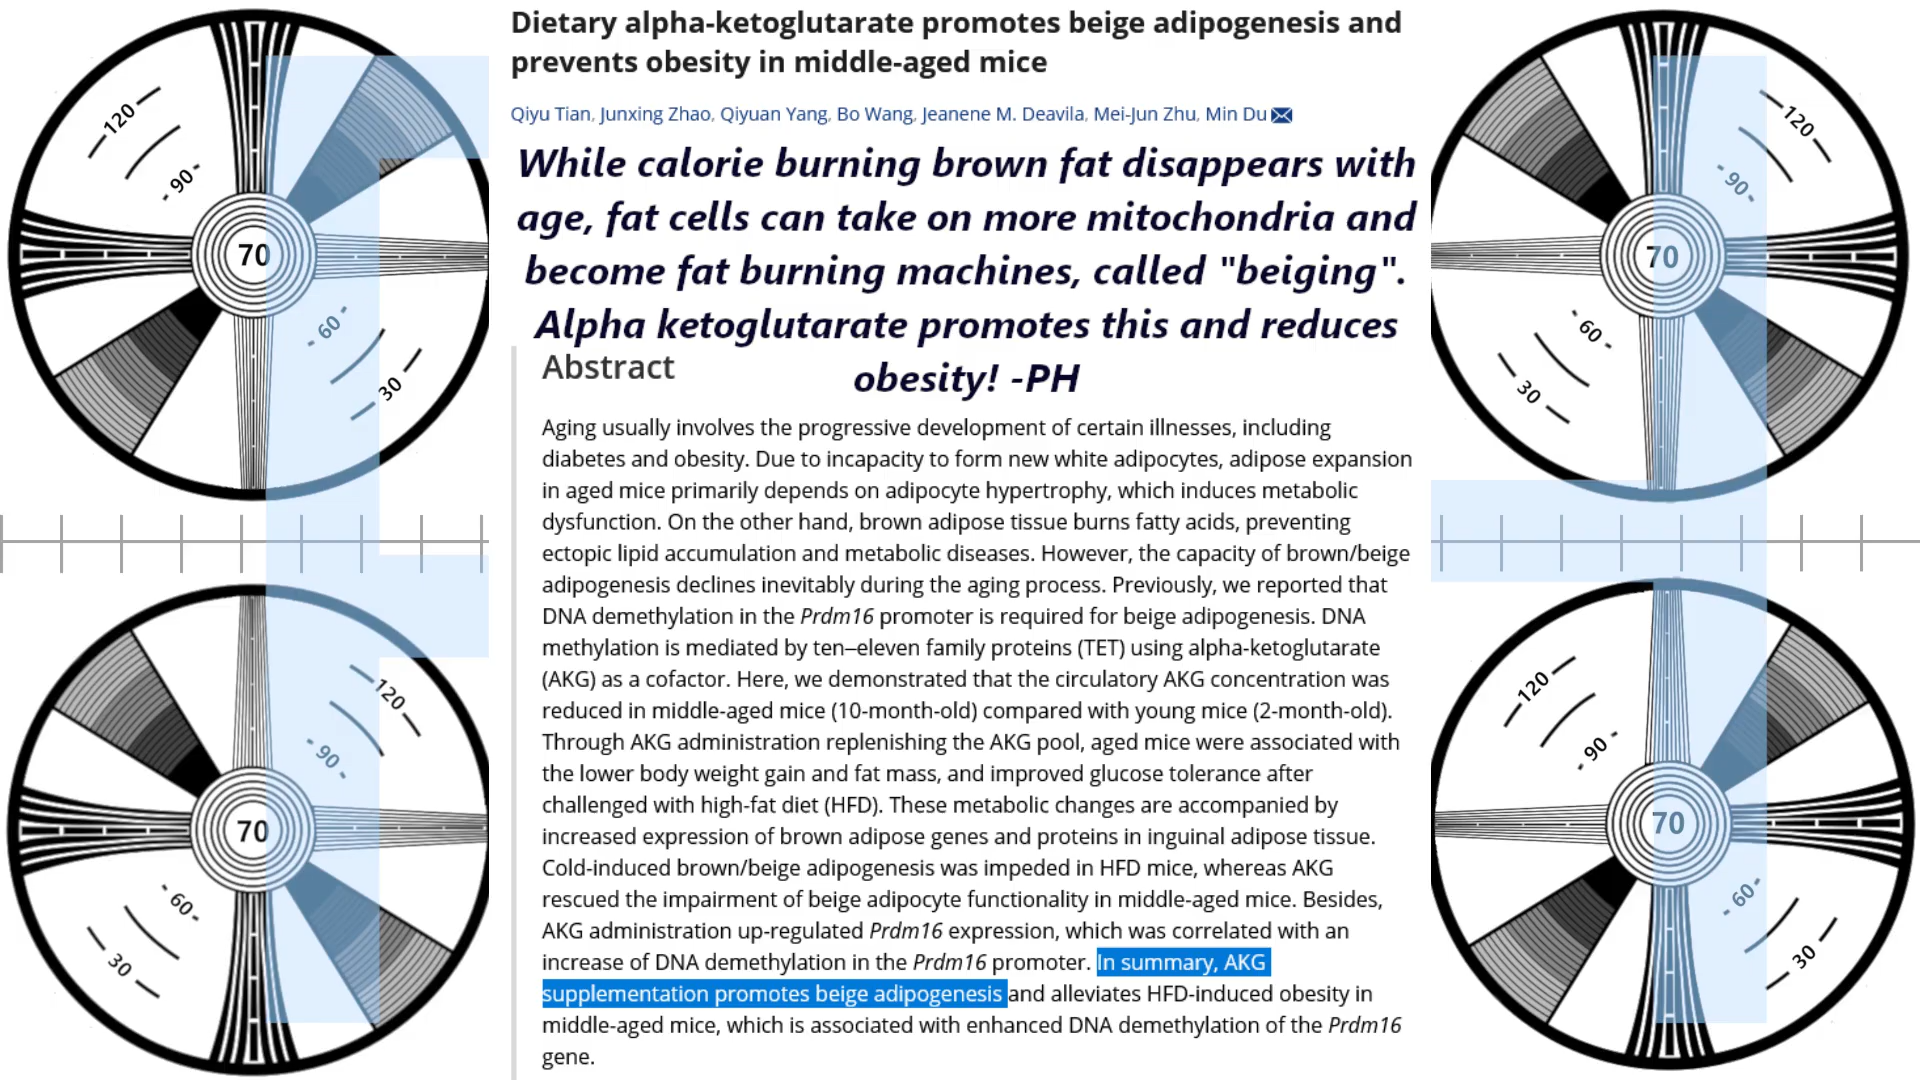 Dietary alpha-ketoglutarate promotes beige adipogenesis and
prevents obesity in middle-aged mice
Qiyu Tian, Junxing Zhao, Qiyuan Yang, Bo Wang, Jeanene M. Deavila, Mei-Jun Zhu, Min Du
While calorie burning brown fat disappears with
age, fat cells can take on more mitochondria and
become fat burning machines, called "beiging".
Alpha ketoglutarate promotes this and reduces
obesity! -PH
Abstract
Aging usually involves the progressive development of certain illnesses, including
diabetes and obesity. Due to incapacity to form new white adipocytes, adipose expansion
in aged mice primarily depends on adipocyte hypertrophy, which induces metabolic
dysfunction. On the other hand, brown adipose tissue burns fatty acids, preventing
ectopic lipid accumulation and metabolic diseases. However, the capacity of brown/beige
adipogenesis declines inevitably during the aging process. Previously, we reported that
DNA demethylation in the Prdm16 promoter is required for beige adipogenesis. DNA
methylation is mediated by ten–eleven family proteins (TET) using alpha-ketoglutarate
(AKG) as a cofactor. Here, we demonstrated that the circulatory AKG concentration was
reduced in middle-aged mice (10-month-old) compared with young mice (2-month-old).
Through AKG administration replenishing the AKG pool, aged mice were associated with
the lower body weight gain and fat mass, and improved glucose tolerance after
challenged with high-fat diet (HFD). These metabolic changes are accompanied by
increased expression of brown adipose genes and proteins in inguinal adipose tissue.
Cold-induced brown/beige adipogenesis was impeded in HFD mice, whereas AKG
rescued the impairment of beige adipocyte functionality in middle-aged mice. Besides,
AKG administration up-regulated Prdm16 expression, which was correlated with an
increase of DNA demethylation in the Prdm16 promoter. In summary, AKG
supplementation promotes beige adipogenesis and alleviates HFD-induced obesity in
middle-aged mice, which is associated with enhanced DNA demethylation of the Prdm16
gene.
120
90
70
60
30
120
90
70
60
30
120
90
70
60
30
120
90
70
60
30